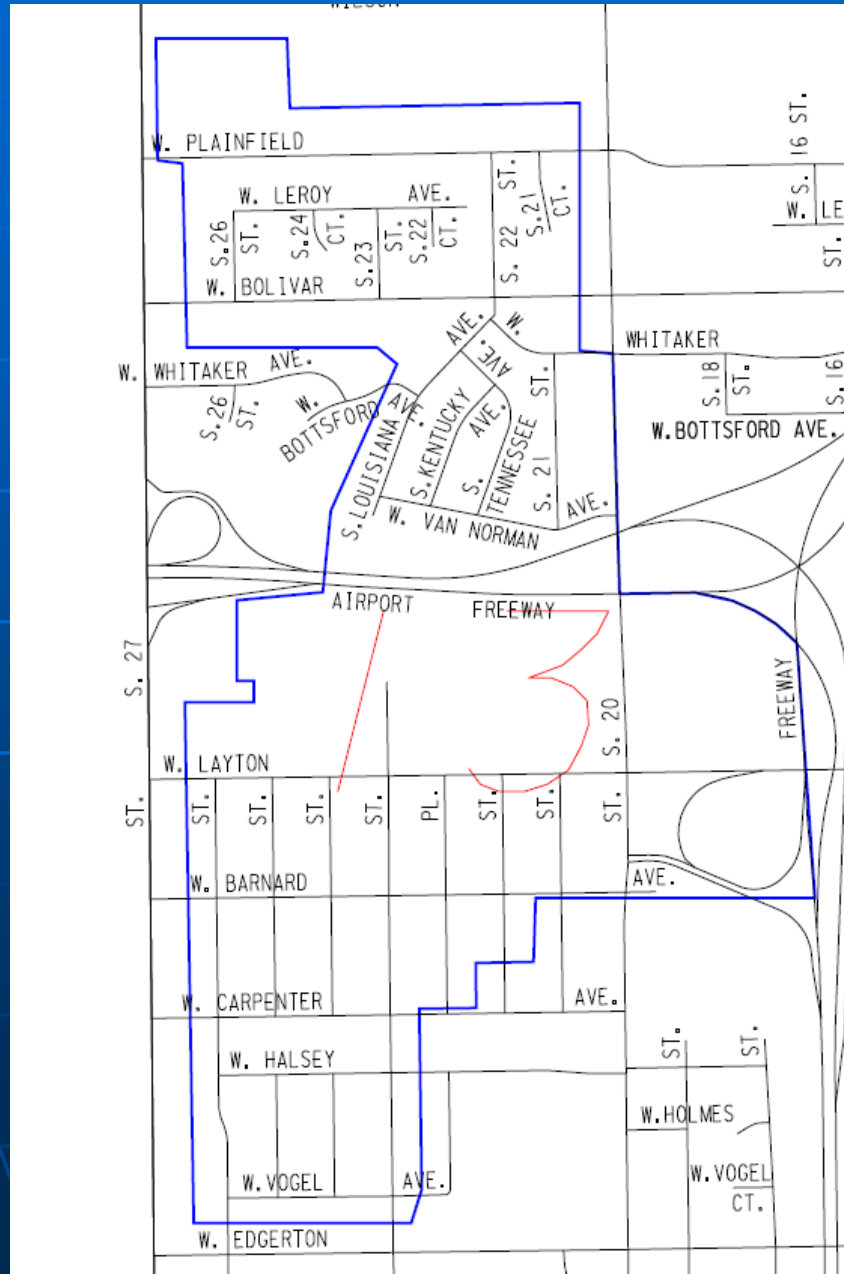 WILSON
W. PLAINFIELD
S. 16 ST.
W. LEROY AVE.
S.26 ST.
S.24 CT.
S.23 ST.
S.22 CT.
S. 22 ST.
S.21 CT.
W. LE
ST.
W. BOLIVAR
W. WHITAKER AVE.
AVE.
W.
WHITAKER
S.26 ST.
W. BOTTSFORD AVE.
S.LOUISIANA
S.KENTUCKY AVE.
S. TENNESSEE AVE.
S. 21 ST.
S.18 ST.
S.16
W.BOTTSFORD AVE.
W. VAN NORMAN AVE.
AIRPORT FREEWAY
13
FREEWAY
S. 27 ST.
S. 20 ST.
W. LAYTON
ST.
ST.
ST.
ST.
PL.
ST.
ST.
W. BARNARD AVE.
W. CARPENTER AVE.
W. HALSEY
ST.
ST.
W.HOLMES
W.VOGEL AVE.
W.VOGEL CT.
W. EDGERTON